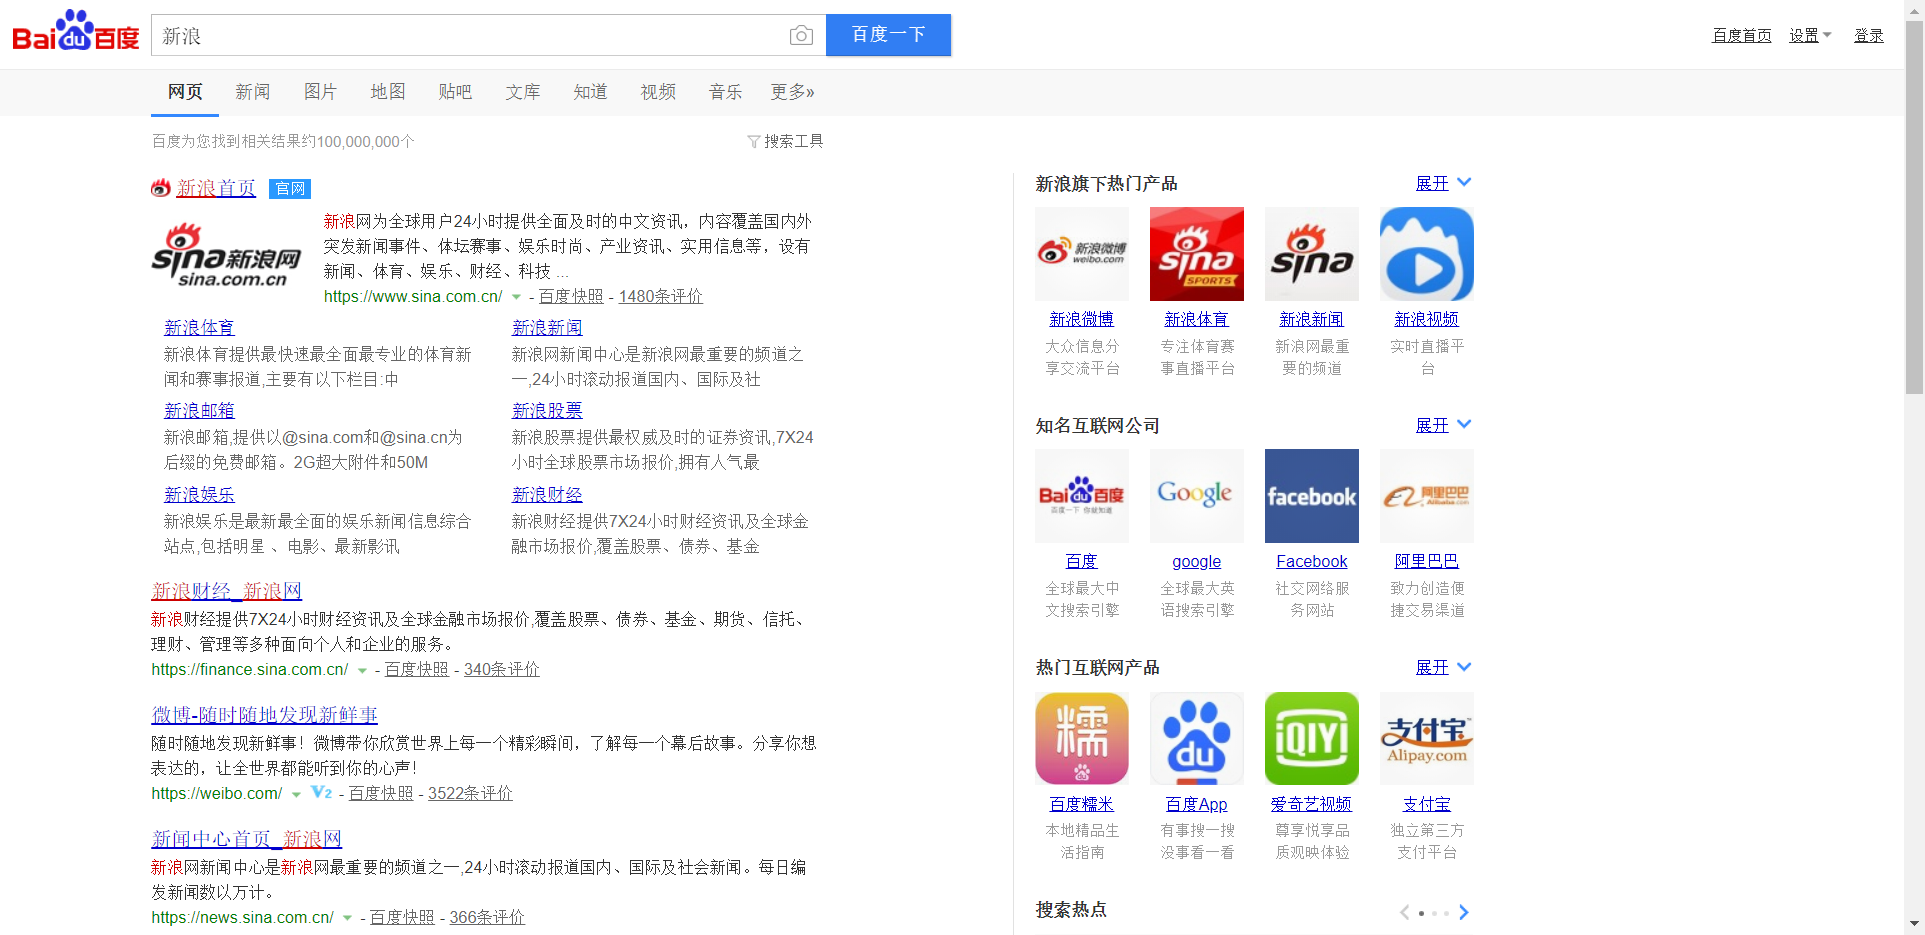 Bai du 百度
新浪
百度一下
百度首页 设置 登录
网页 新闻 图片 地图 贴吧 文库 知道 视频 音乐 更多»
百度为您找到相关结果约100,000,000个
搜索工具
新浪首页 官网
sina新浪网
sina.com.cn
新浪网为全球用户24小时提供全面及时的中文资讯，内容覆盖国内外
突发新闻事件、体坛赛事、娱乐时尚、产业资讯、实用信息等，设有
新闻、体育、娱乐、财经、科技 ...
https://www.sina.com.cn/ - 百度快照 - 1480条评价
新浪体育
新浪体育提供最快速最全面最专业的体育新
闻和赛事报道,主要有以下栏目:中
新浪新闻
新浪网新闻中心是新浪网最重要的频道之
一,24小时滚动报道国内、国际及社
新浪邮箱
新浪邮箱,提供以@sina.com和@sina.cn为
后缀的免费邮箱。2G超大附件和50M
新浪股票
新浪股票提供最权威及时的证券资讯,7X24
小时全球股票市场报价,拥有人气最
新浪娱乐
新浪娱乐是最新最全面的娱乐新闻信息综合
站点,包括明星 、电影、最新影讯
新浪财经
新浪财经提供7X24小时财经资讯及全球金
融市场报价,覆盖股票、债券、基金
新浪财经_新浪网
新浪财经提供7X24小时财经资讯及全球金融市场报价,覆盖股票、债券、基金、期货、信托、
理财、管理等多种面向个人和企业的服务。
https://finance.sina.com.cn/ - 百度快照 - 340条评价
微博-随时随地发现新鲜事
随时随地发现新鲜事！微博带你欣赏世界上每一个精彩瞬间，了解每一个幕后故事。分享你想
表达的，让全世界都能听到你的心声！
https://weibo.com/ V2 - 百度快照 - 3522条评价
新闻中心首页_新浪网
新浪网新闻中心是新浪网最重要的频道之一,24小时滚动报道国内、国际及社会新闻。每日编
发新闻数以万计。
https://news.sina.com.cn/ - 百度快照 - 366条评价
新浪旗下热门产品 展开
新浪微博
weibo.com
sina
SPORTS
sina
新浪微博 新浪体育 新浪新闻 新浪视频
大众信息分 专注体育赛 新浪网最重 实时直播平
享交流平台 事直播平台 要的频道 台
知名互联网公司 展开
Bai du 百度
百度一下 你就知道
Google
facebook
阿里巴巴
Alibaba.com
百度 google Facebook 阿里巴巴
全球最大中 全球最大英 社交网络服 致力创造便
文搜索引擎 语搜索引擎 务网站 捷交易渠道
热门互联网产品 展开
糯
du
iQIYI
支付宝
Alipay.com
百度糯米 百度App 爱奇艺视频 支付宝
本地精品生 有事搜一搜 尊享悦享品 独立第三方
活指南 没事看一看 质观映体验 支付平台
搜索热点